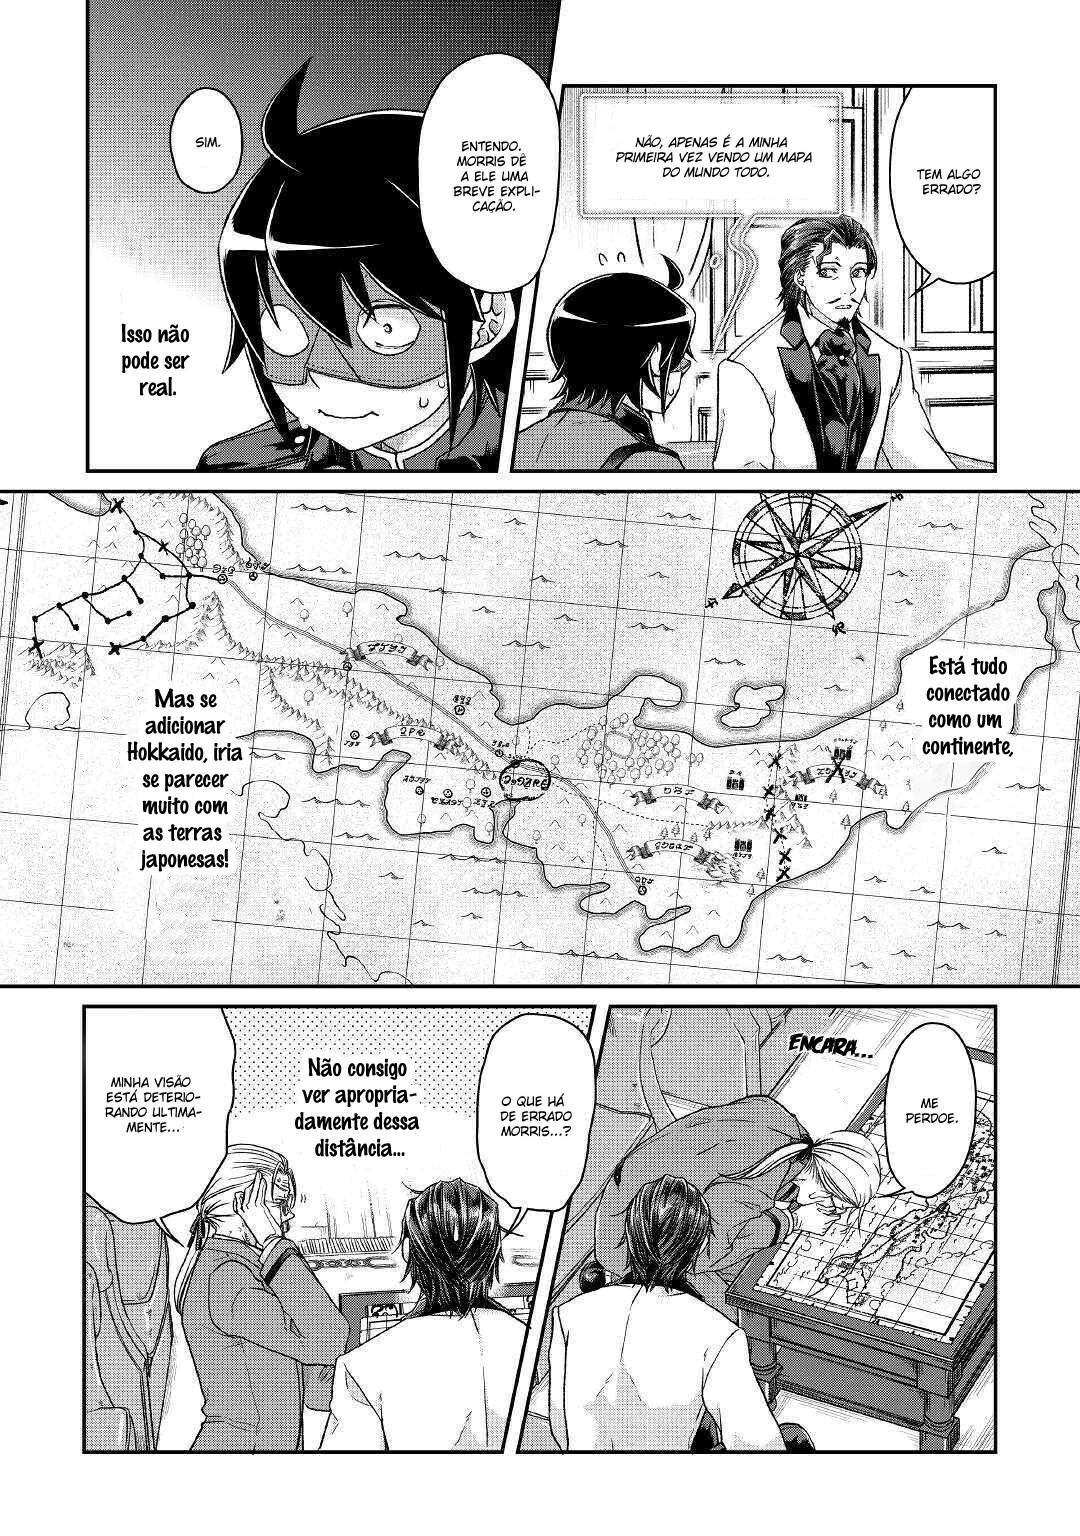 TEM ALGO
ERRADO?
NÃO, APENAS É A MINHA
PRIMEIRA VEZ VENDO UM MAPA
DO MUNDO TODO.
ENTENDO.
MORRIS DÊ
A ELE UMA
BREVE EXPLI-
CAÇÃO.
SIM.
Isso não
pode ser
real.
Está tudo
conectado
como um
continente,
Mas se
adicionar
Hokkaido, iria
se parecer
muito com
as terras
japonesas!
ME
PERDOE.
ENCARA...
O QUE HÁ
DE ERRADO
MORRIS...?
Não consigo
ver apropria-
damente dessa
distância...
MINHA VISÃO
ESTÁ DETERIO-
RANDO ULTIMA-
MENTE...